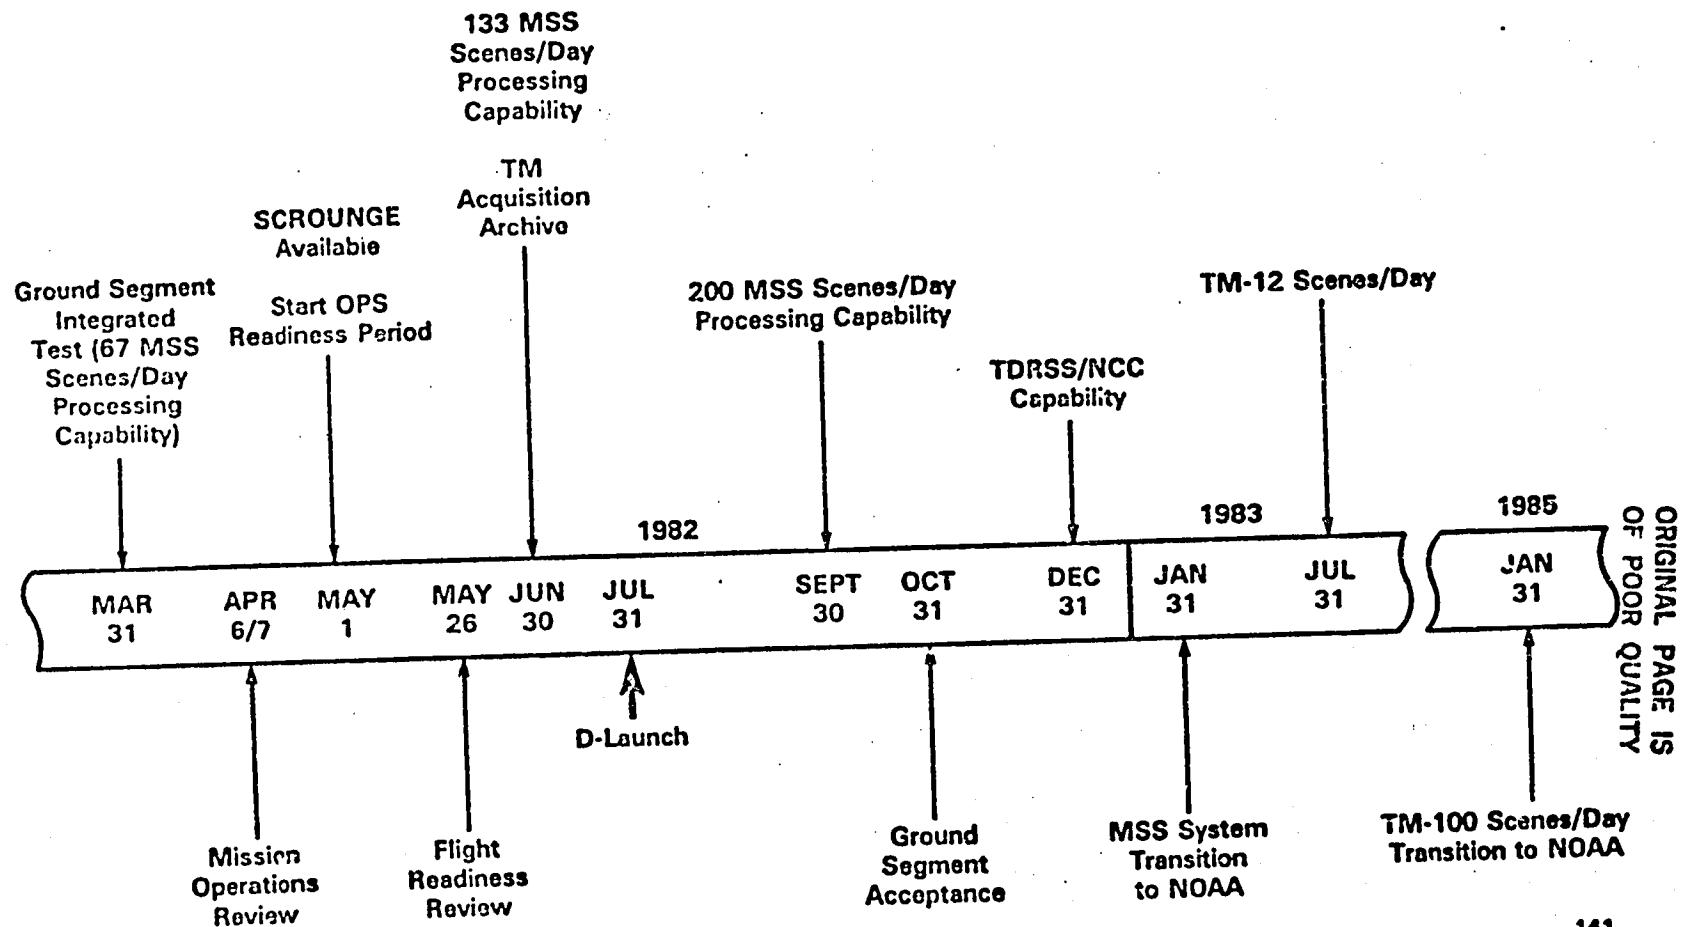 133 MSS
Scenes/Day
Processing
Capability
TM
Acquisition
Archive
SCROUNGE
Available
Start OPS
Readiness Period
Ground Segment
Integrated
Test (67 MSS
Scenes/Day
Processing
Capability)
200 MSS Scenes/Day
Processing Capability
TDRSS/NCC
Capability
TM-12 Scenes/Day
1982
1983
1985
MAR
31
APR
6/7
MAY
1
MAY
26
JUN
30
JUL
31
SEPT
30
OCT
31
DEC
31
JAN
31
JUL
31
JAN
31
Mission
Operations
Review
Flight
Readiness
Review
D-Launch
Ground
Segment
Acceptance
MSS System
Transition
to NOAA
TM-100 Scenes/Day
Transition to NOAA
ORIGINAL PAGE IS
OF POOR QUALITY